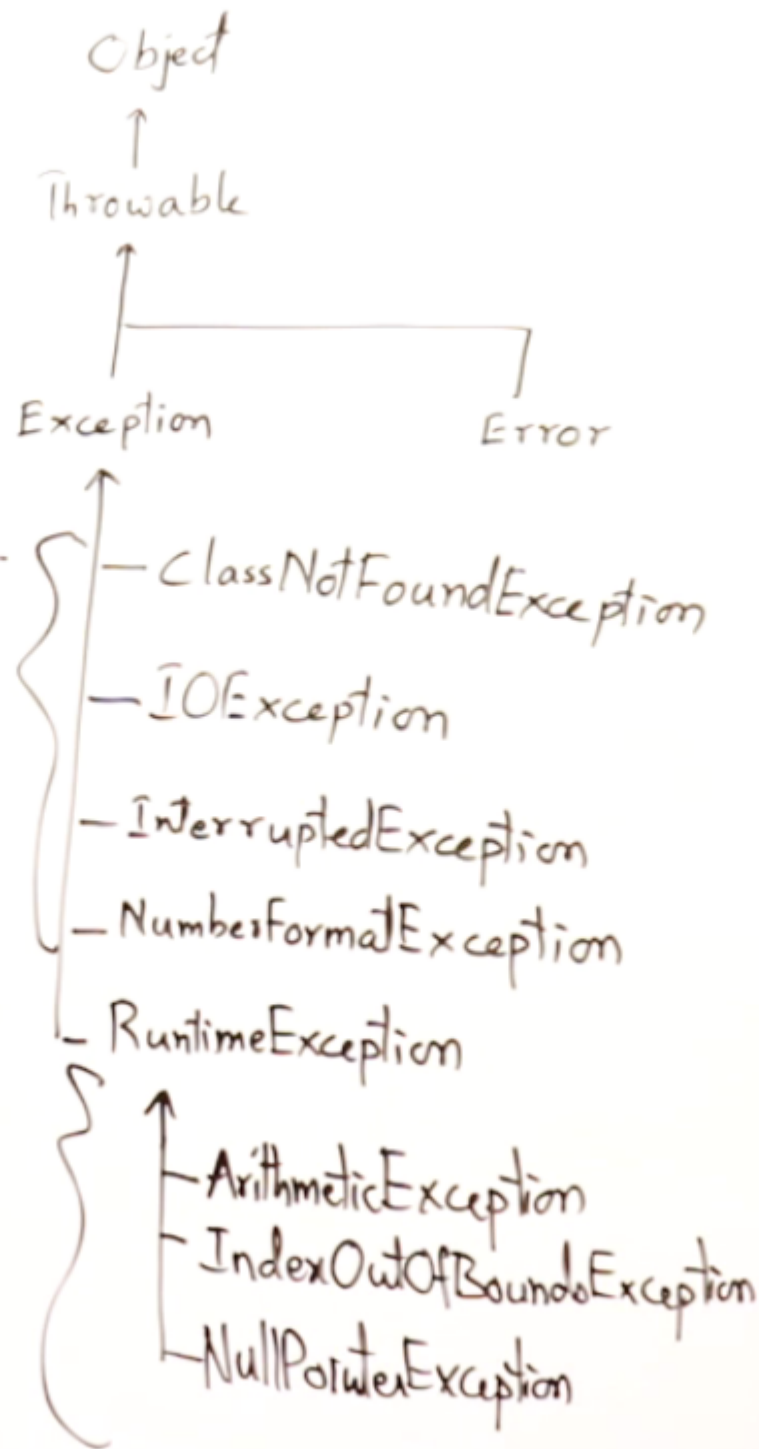 Object
Throwable
Exception
Error
ClassNotFoundException
IOException
InterruptedException
NumberFormatException
RuntimeException
ArithmeticException
IndexOutOfBoundsException
NullPointerException